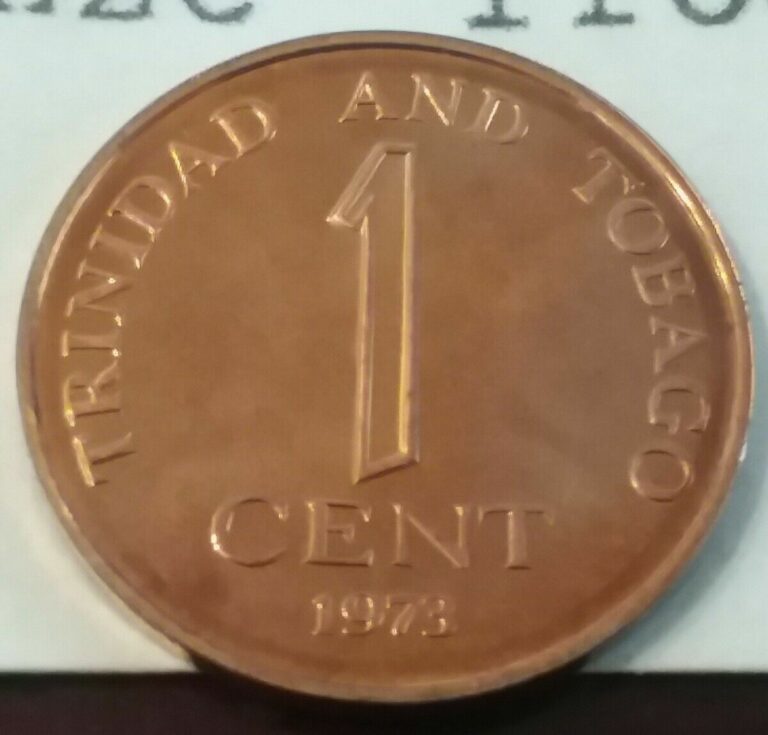 TRINIDAD AND TOBAGO
1
CENT
1973